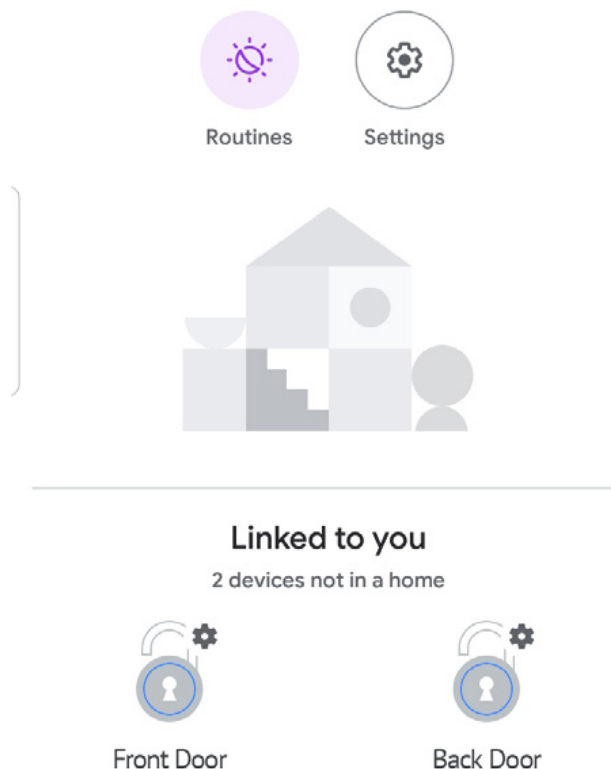 Routines
Settings
Linked to you
2 devices not in a home
Front Door
Back Door